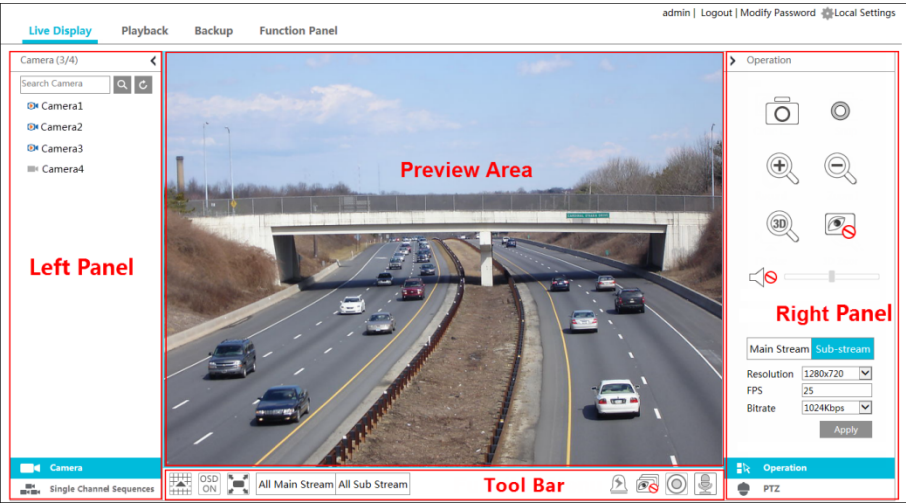 admin | Logout | Modify Password Local Settings
Live Display Playback Backup Function Panel
Camera (3/4)
Search Camera
Camera1
Camera2
Camera3
Camera4
Left Panel
Camera
Single Channel Sequences
Preview Area
OSD
ON
All Main Stream All Sub Stream
Tool Bar
Operation
3D
Right Panel
Main Stream Sub-stream
Resolution 1280x720
FPS 25
Bitrate 1024Kbps
Apply
Operation
PTZ